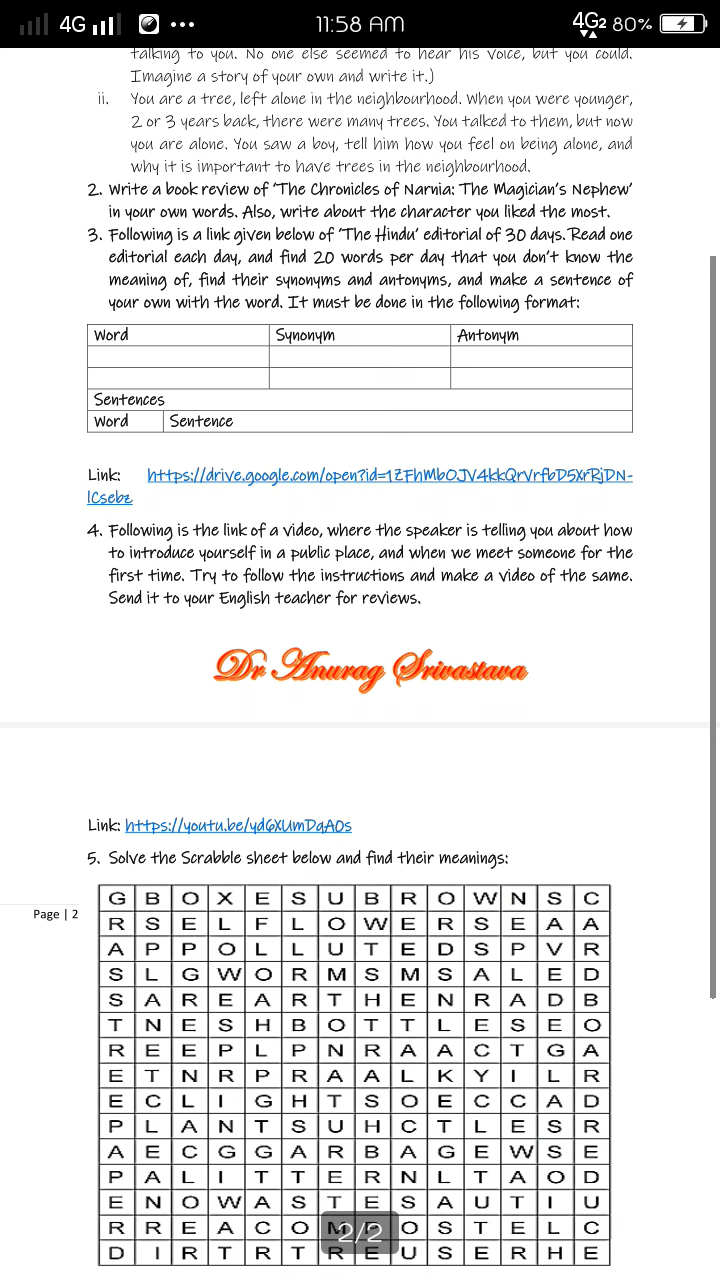 4G 11:58 AM 4G2 80%
talking to you. No one else seemed to hear his voice, but you could.
Imagine a story of your own and write it.)
ii. You are a tree, left alone in the neighbourhood. When you were younger,
2 or 3 years back, there were many trees. You talked to them, but now
you are alone. You saw a boy, tell him how you feel on being alone, and
why it is important to have trees in the neighbourhood.
2. Write a book review of 'The Chronicles of Narnia: The Magician's Nephew'
in your own words. Also, write about the character you liked the most.
3. Following is a link given below of 'The Hindu' editorial of 30 days. Read one
editorial each day, and find 20 words per day that you don't know the
meaning of, find their synonyms and antonyms, and make a sentence of
your own with the word. It must be done in the following format:
Word Synonym Antonym
Sentences
Word Sentence
Link: https://drive.google.com/open?id=1ZFhMbOJV4kkQrVrfbD5XrRjDN-
lCsebz
4. Following is the link of a video, where the speaker is telling you about how
to introduce yourself in a public place, and when we meet someone for the
first time. Try to follow the instructions and make a video of the same.
Send it to your English teacher for reviews.
Dr Anurag Srivastava
Link: https://youtu.be/yd6XUmDqAOs
5. Solve the Scrabble sheet below and find their meanings:
Page | 2
G B O X E S U B R O W N S C
R S E L F L O W E R S E A A
A P P O L L U T E D S P V R
S L G W O R M S M S A L E D
S A R E A R T H E N R A D B
T N E S H B O T T L E S E O
R E E P L P N R A A C T G A
E T N R P R A A L K Y I L R
E C L I G H T S O E C C A D
P L A N T S U H C T L E S R
A E C G G A R B A G E W S E
P A L I T T E R N L T A O D
E N O W A S T E S A U T I U
R R E A C O M P O S T E L C
D I R T R T R E U S E R H E
2/2